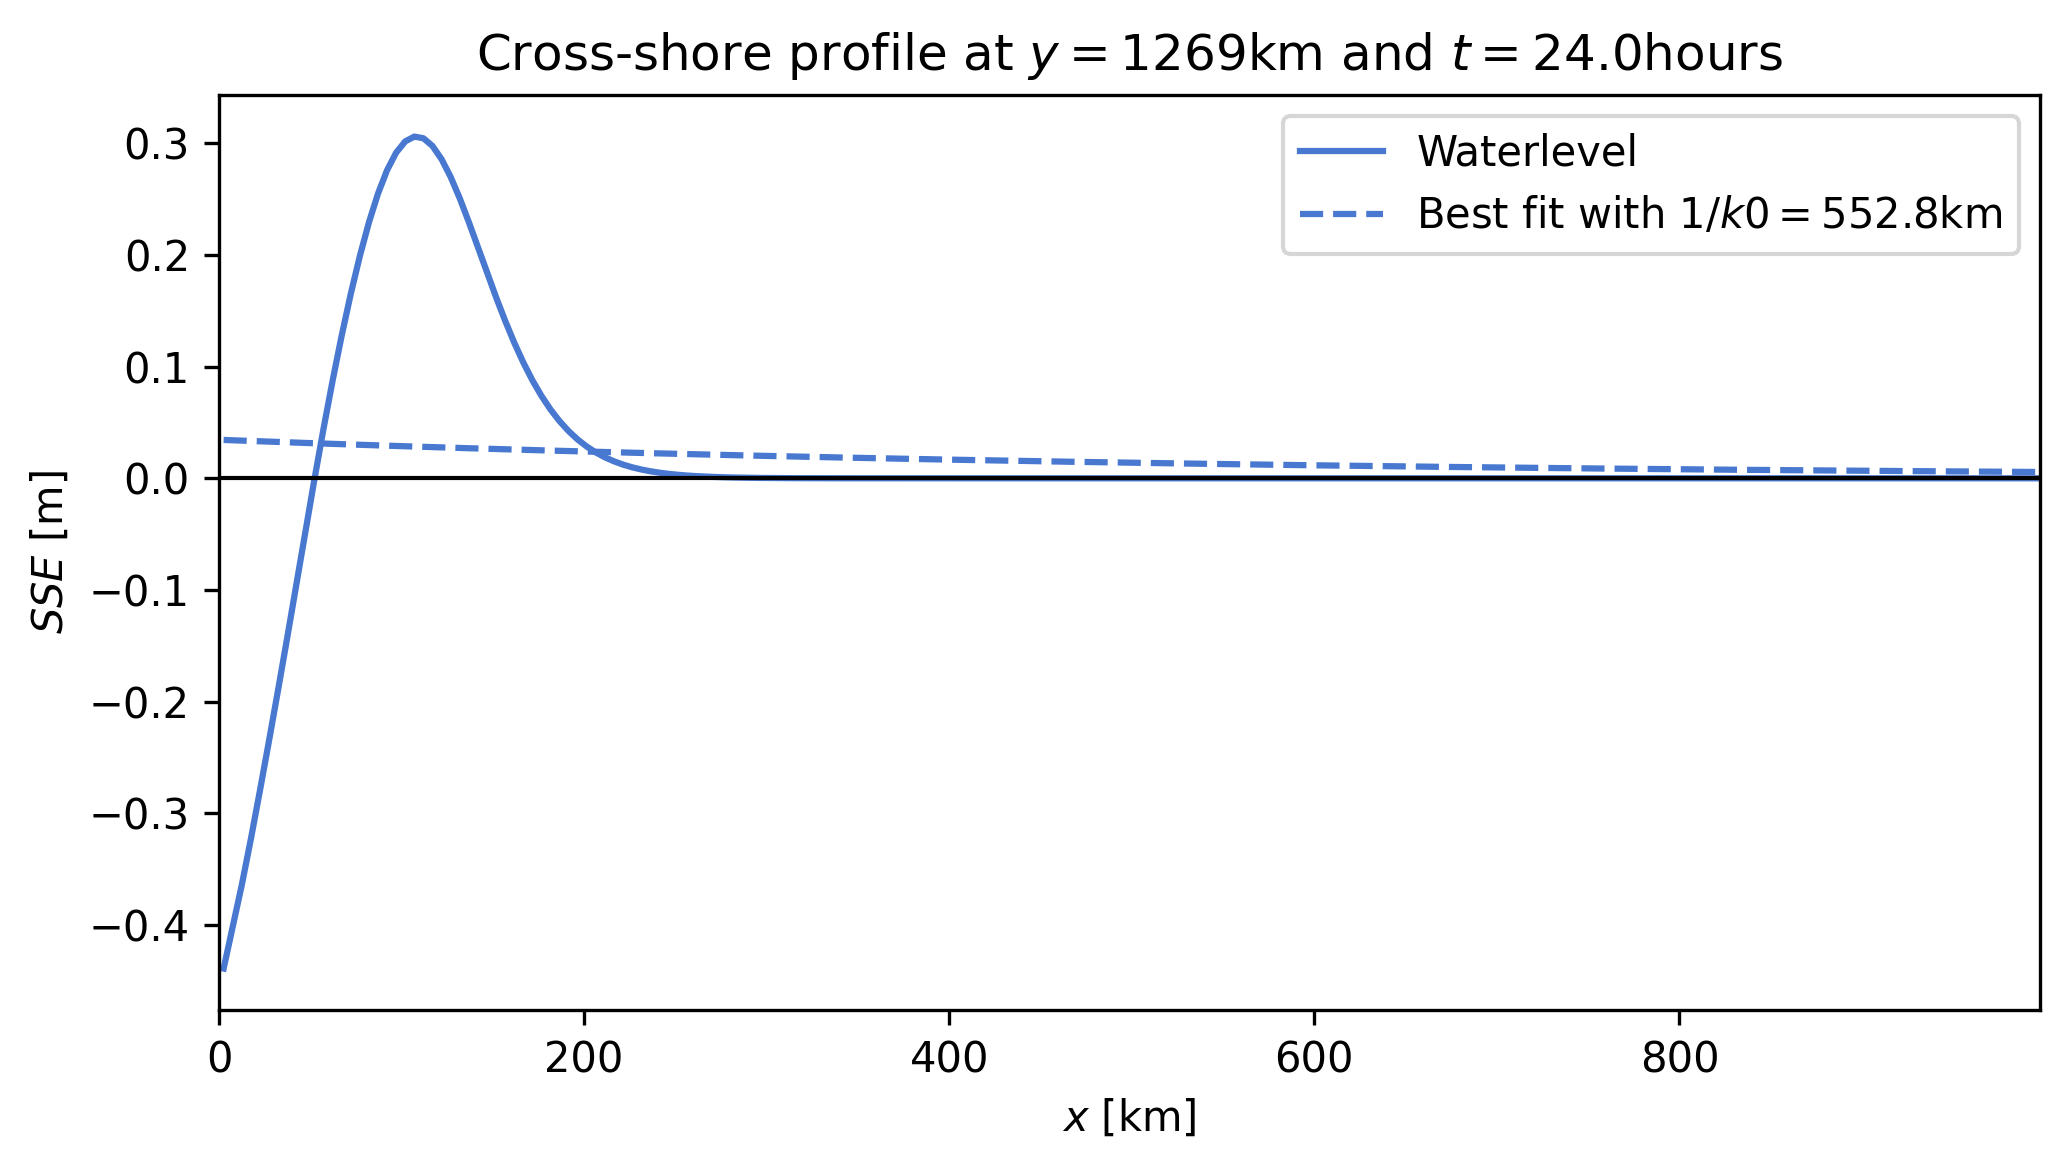 Cross-shore profile at y = 1269km and t = 24.0hours
Waterlevel
Best fit with 1/k0 = 552.8km
SSE [m]
0.3
0.2
0.1
0.0
−0.1
−0.2
−0.3
−0.4
0 200 400 600 800
x [km]